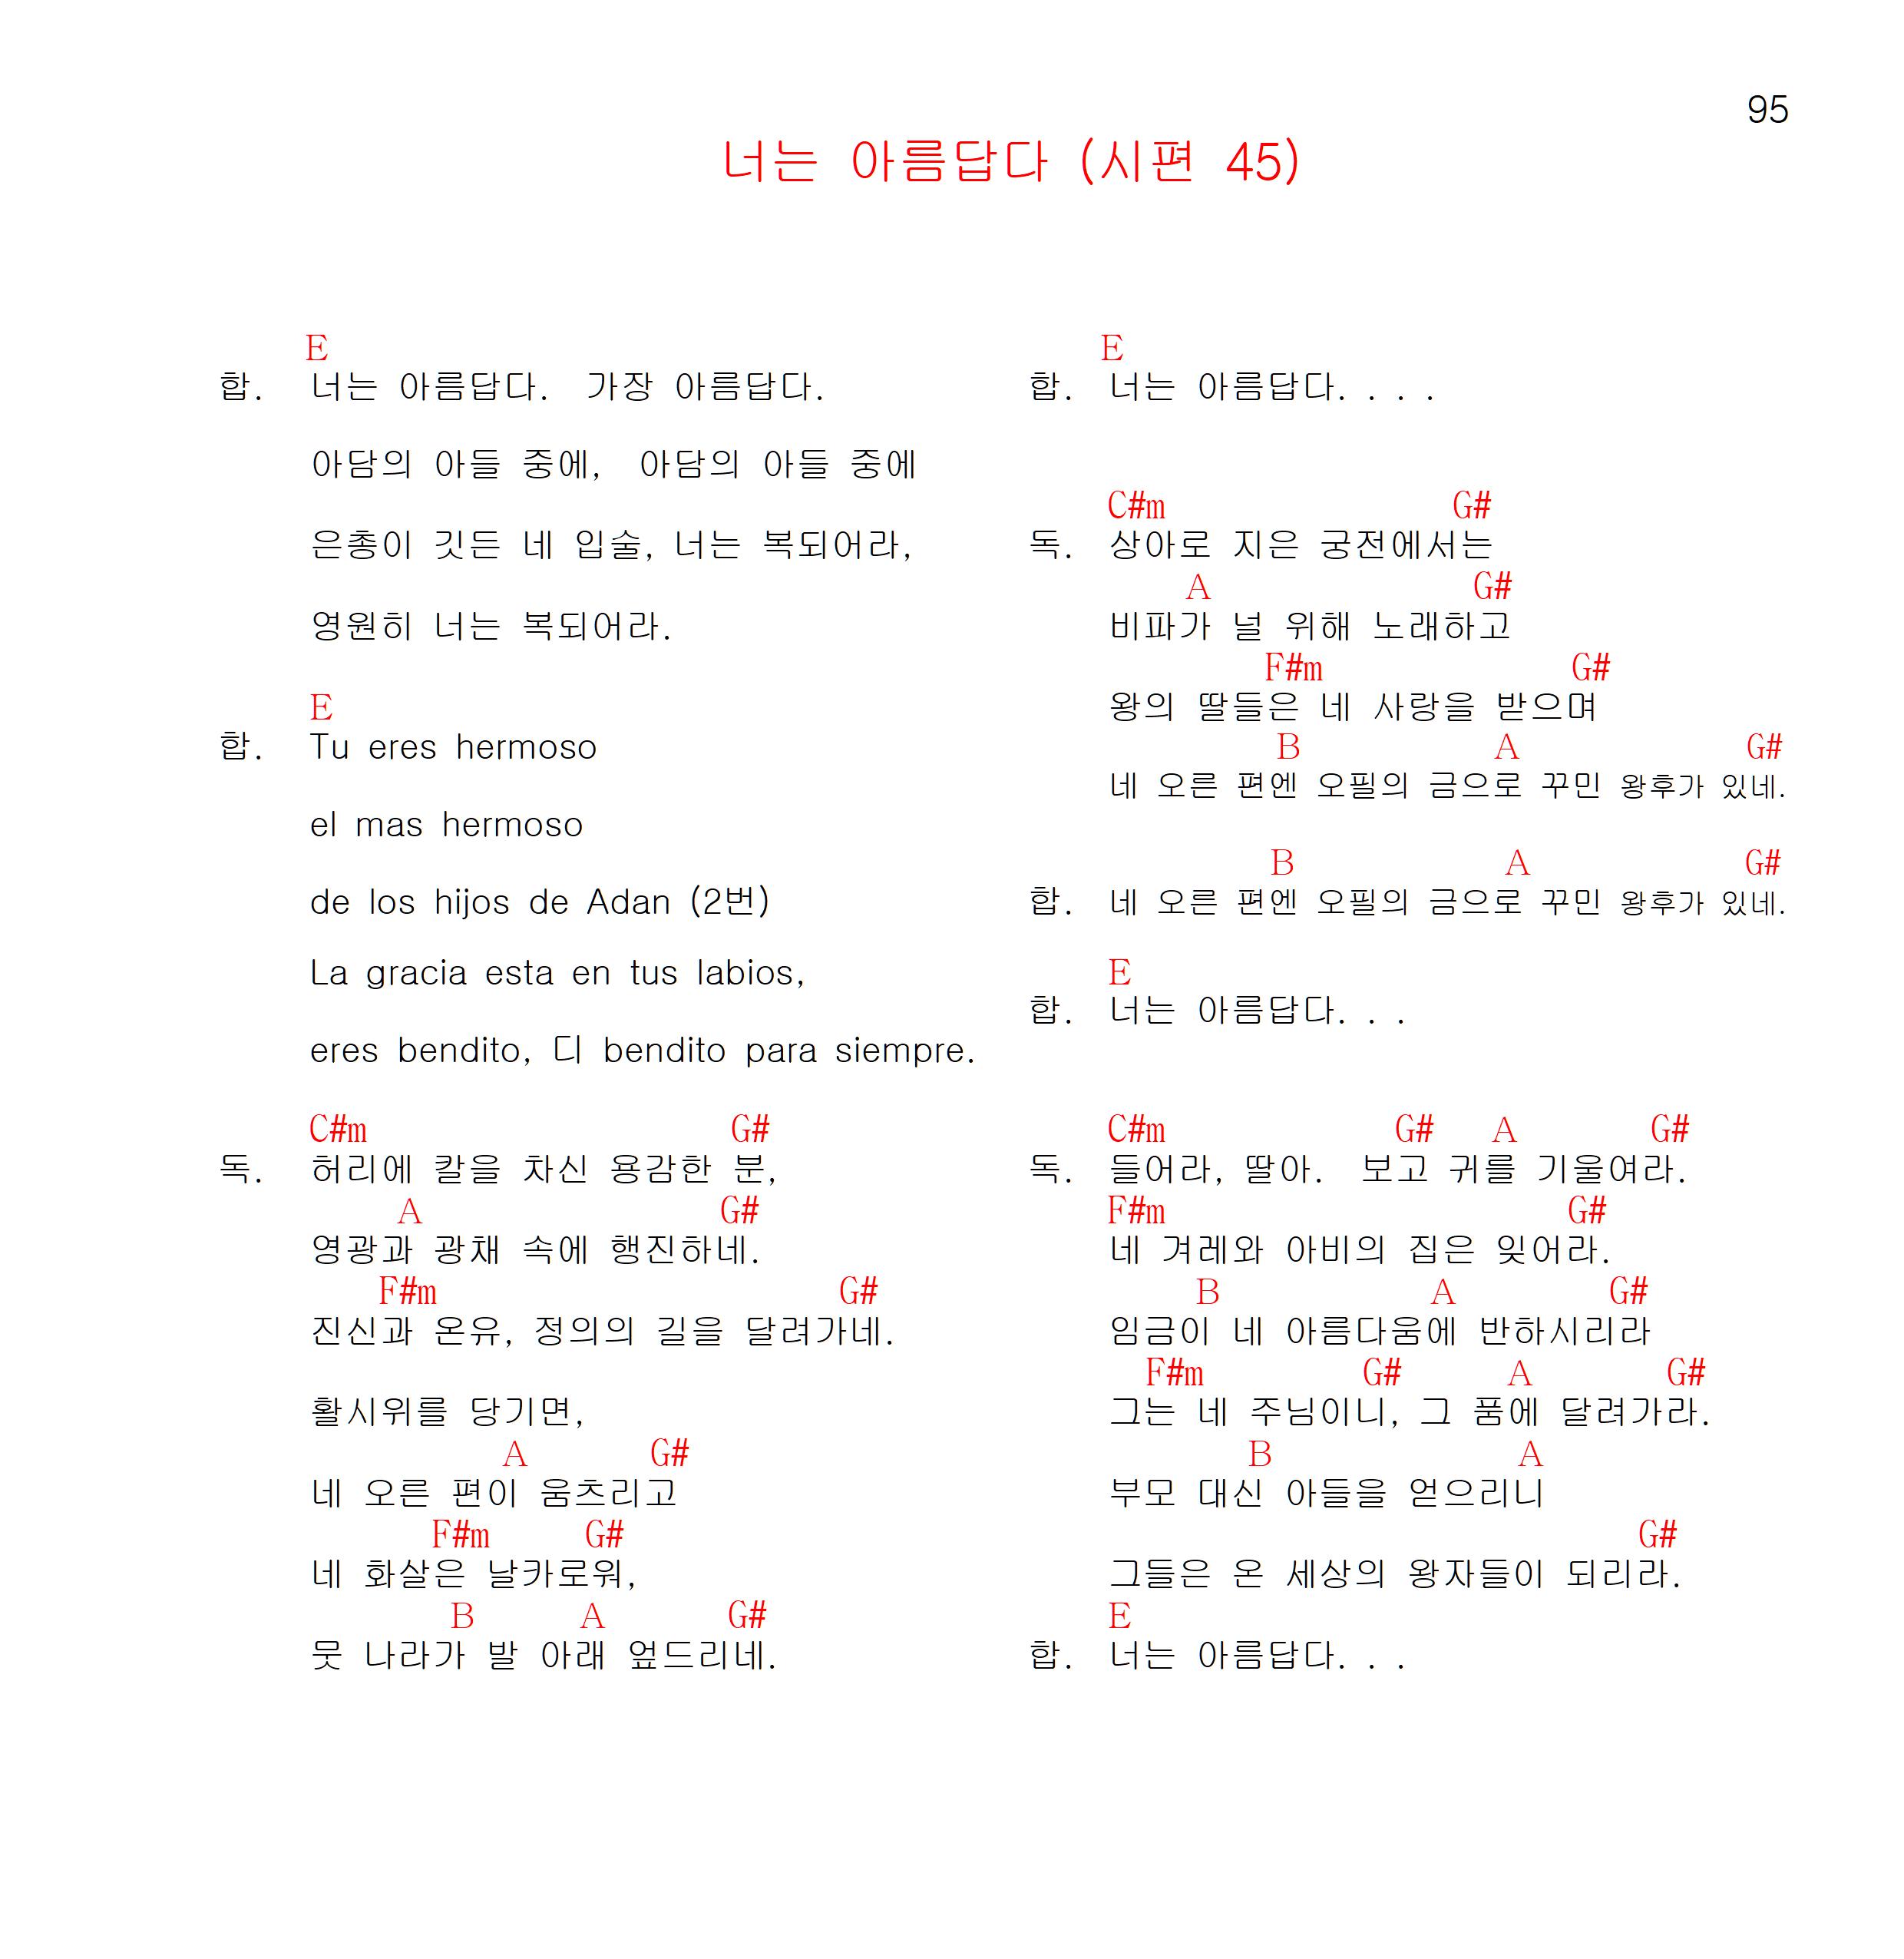 95
너는 아름답다 (시편 45)
E
합. 너는 아름답다. 가장 아름답다.
아담의 아들 중에, 아담의 아들 중에
은총이 깃든 네 입술, 너는 복되어라,
영원히 너는 복되어라.
E
합. Tu eres hermoso
el mas hermoso
de los hijos de Adan (2번)
La gracia esta en tus labios,
eres bendito, 디 bendito para siempre.
C#m G#
독. 허리에 칼을 차신 용감한 분,
A G#
영광과 광채 속에 행진하네.
F#m G#
진신과 온유, 정의의 길을 달려가네.
활시위를 당기면,
A G#
네 오른 편이 움츠리고
F#m G#
네 화살은 날카로워,
B A G#
뭇 나라가 발 아래 엎드리네.
E
합. 너는 아름답다. . . .
C#m G#
독. 상아로 지은 궁전에서는
A G#
비파가 널 위해 노래하고
F#m G#
왕의 딸들은 네 사랑을 받으며
B A G#
네 오른 편엔 오필의 금으로 꾸민 왕후가 있네.
B A G#
합. 네 오른 편엔 오필의 금으로 꾸민 왕후가 있네.
E
합. 너는 아름답다. . .
C#m G# A G#
독. 들어라, 딸아. 보고 귀를 기울여라.
F#m G#
네 겨레와 아비의 집은 잊어라.
B A G#
임금이 네 아름다움에 반하시리라
F#m G# A G#
그는 네 주님이니, 그 품에 달려가라.
B A
부모 대신 아들을 얻으리니
G#
그들은 온 세상의 왕자들이 되리라.
E
합. 너는 아름답다. . .